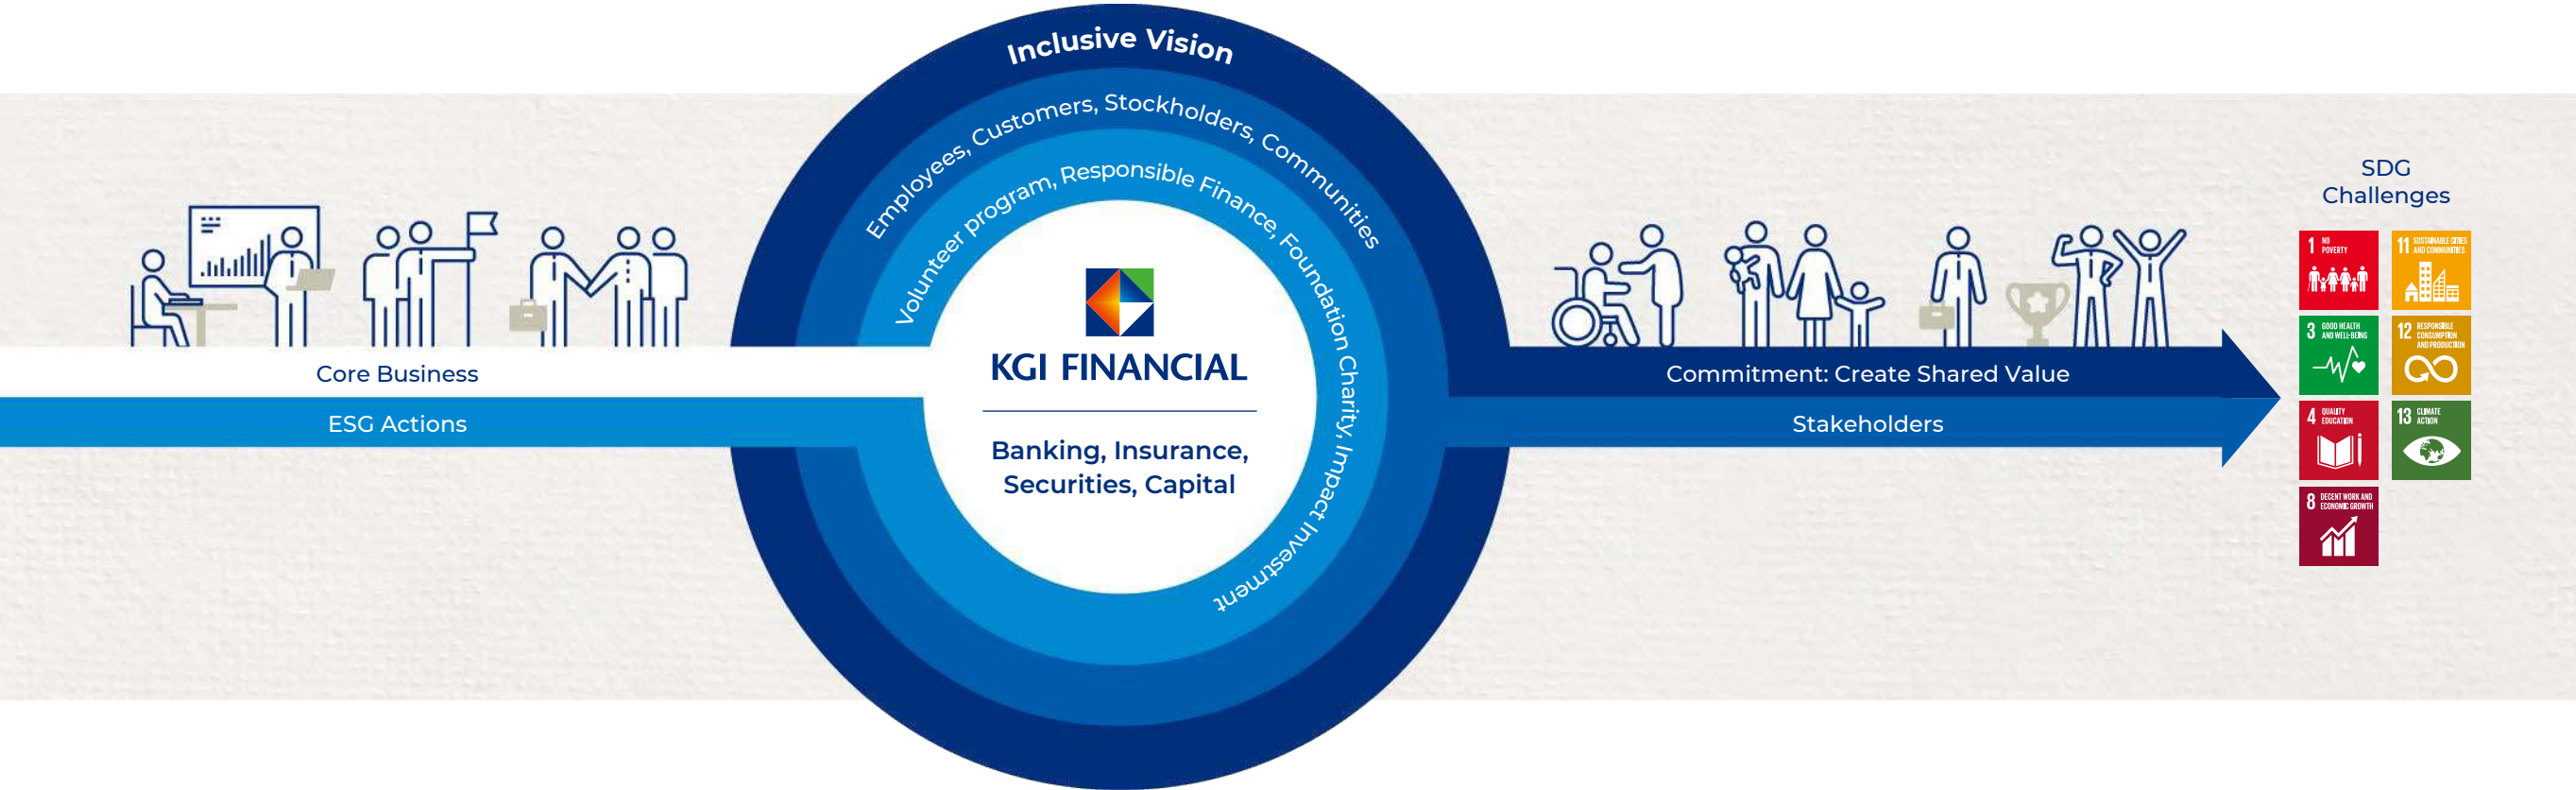 Inclusive Vision
Employees, Customers, Stockholders, Communities
Volunteer program, Responsible Finance, Foundation Charity, Impact Investment
KGI FINANCIAL
Banking, Insurance,
Securities, Capital
Core Business
ESG Actions
Commitment: Create Shared Value
Stakeholders
SDG
Challenges
1 NO
POVERTY
11 SUSTAINABLE CITIES
AND COMMUNITIES
3 GOOD HEALTH
AND WELL-BEING
12 RESPONSIBLE
CONSUMPTION
AND PRODUCTION
4 QUALITY
EDUCATION
13 CLIMATE
ACTION
8 DECENT WORK AND
ECONOMIC GROWTH